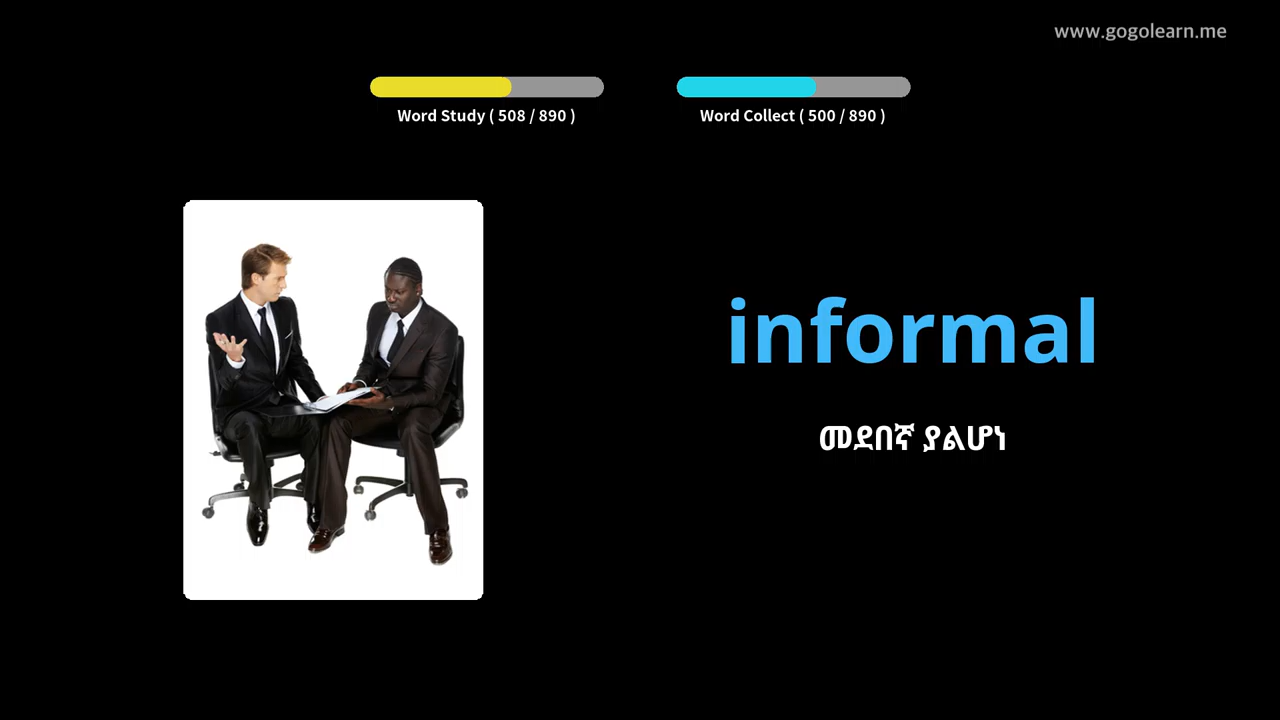 www.gogolearn.me
Word Study ( 508 / 890 )
Word Collect ( 500 / 890 )
informal
መደበኛ ያልሆነ